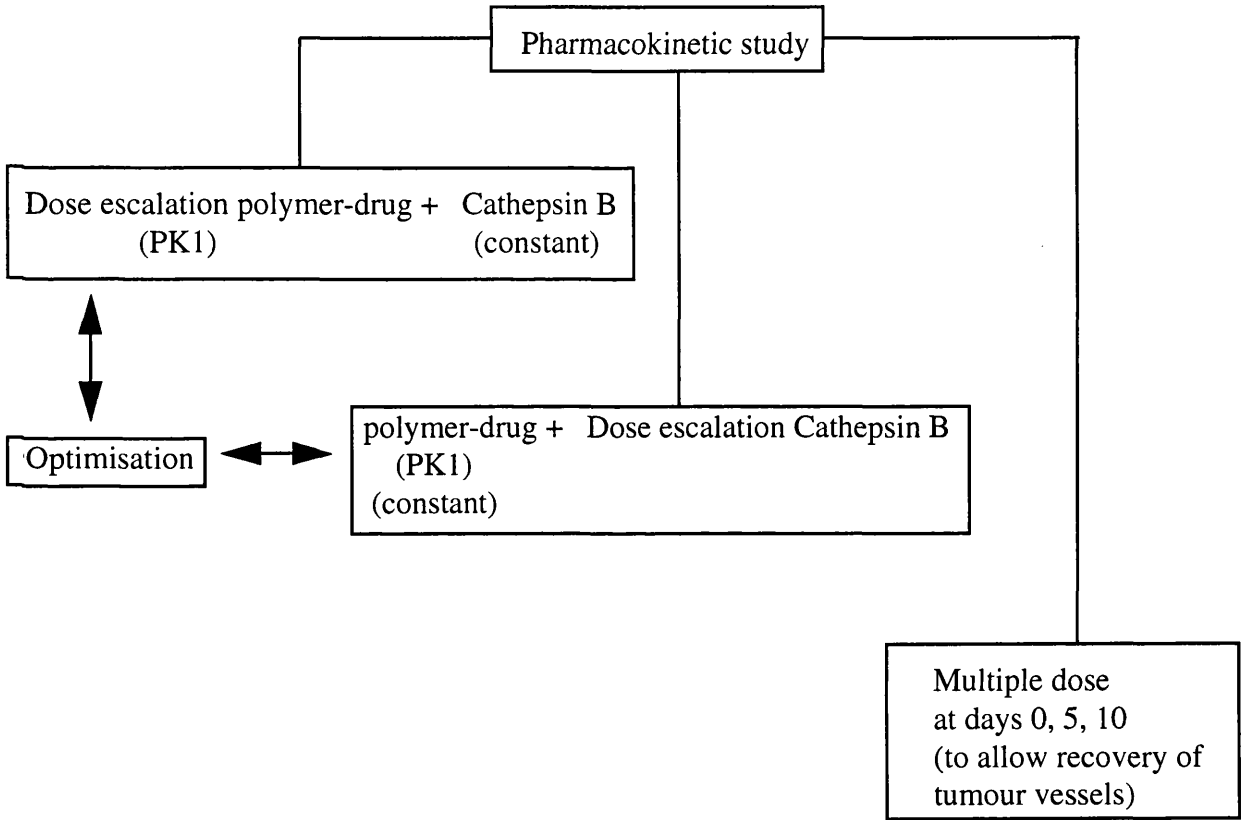 Pharmacokinetic study
Dose escalation polymer-drug + Cathepsin B
(PK1) (constant)
Optimisation
polymer-drug + Dose escalation Cathepsin B
(PK1)
(constant)
Multiple dose
at days 0, 5, 10
(to allow recovery of
tumour vessels)